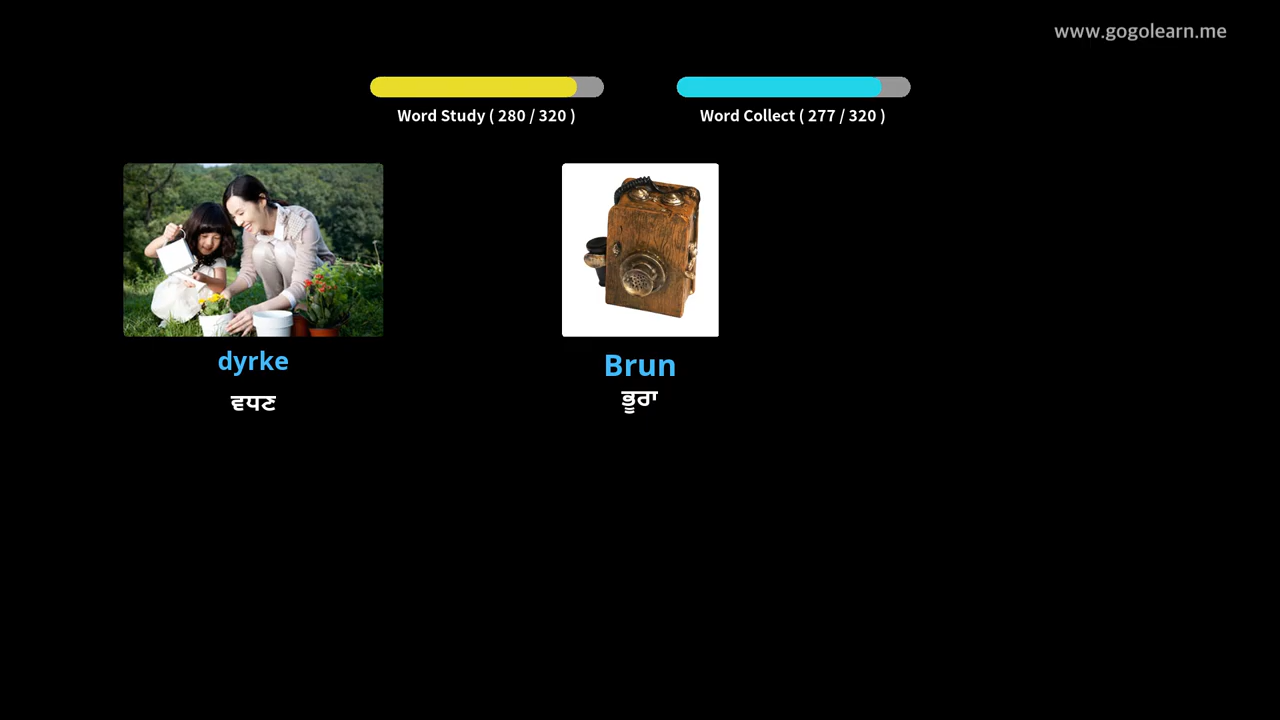 www.gogolearn.me
Word Study ( 280 / 320 )
Word Collect ( 277 / 320 )
dyrke
ਵਧਣ
Brun
ਭੂਰਾ